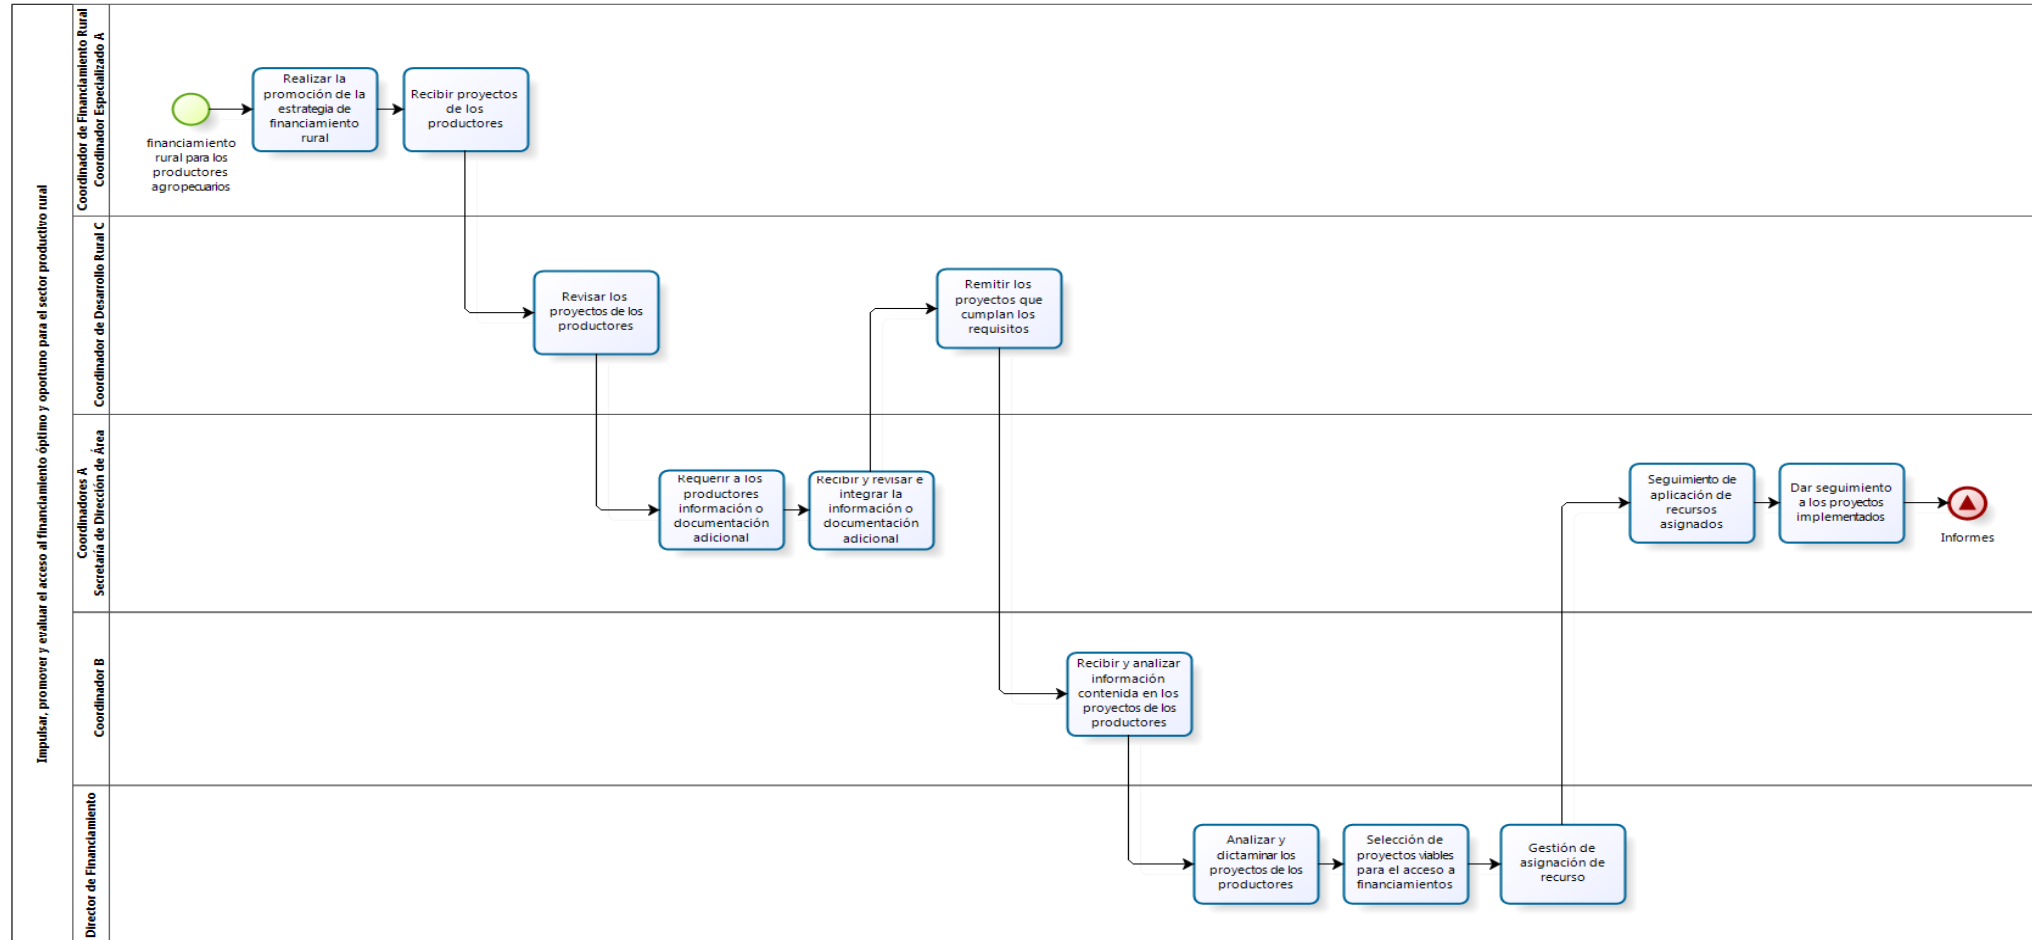 Impulsar, promover y evaluar el acceso al financiamiento óptimo y oportuno para el sector productivo rural
Coordinador de Financiamiento Rural
Coordinador Especializado A
financiamiento
rural para los
productores
agropecuarios
Realizar la
promoción de la
estrategia de
financiamiento
rural
Recibir proyectos
de los
productores
Coordinador de Desarrollo Rural C
Revisar los
proyectos de los
productores
Remitir los
proyectos que
cumplan los
requisitos
Coordinadores A
Secretaría de Dirección de Área
Requerir a los
productores
información o
documentación
adicional
Recibir y revisar e
integrar la
información o
documentación
adicional
Seguimiento de
aplicación de
recursos
asignados
Dar seguimiento
a los proyectos
implementados
Informes
Coordinador B
Recibir y analizar
información
contenida en los
proyectos de los
productores
Director de Financiamiento
Analizar y
dictaminar los
proyectos de los
productores
Selección de
proyectos viables
para el acceso a
financiamientos
Gestión de
asignación de
recurso